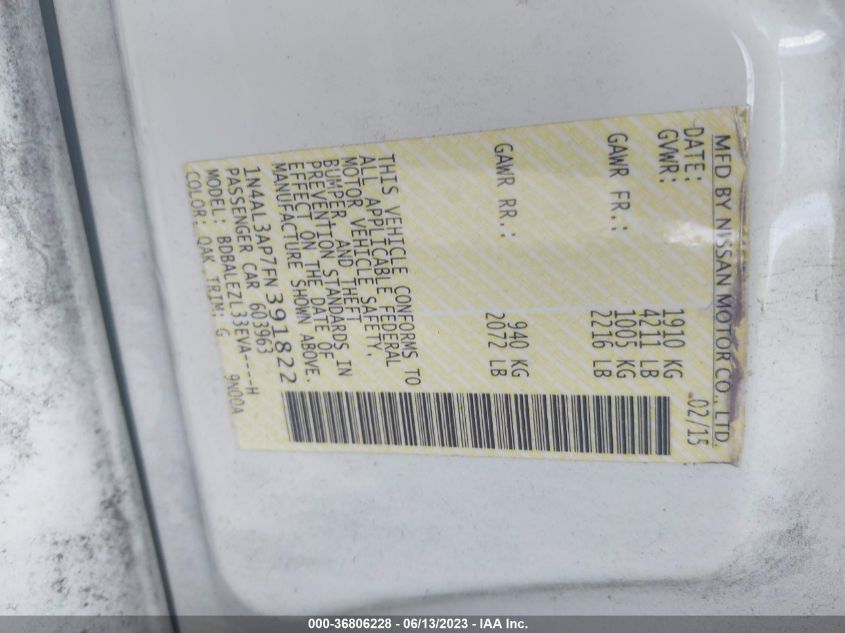 MFD BY NISSAN MOTOR CO., LTD.
DATE: 02/15
GVWR: 1910 KG
4211 LB
GAWR FR.: 1005 KG
2216 LB
GAWR RR.: 940 KG
2072 LB
THIS VEHICLE CONFORMS TO
ALL APPLICABLE FEDERAL
MOTOR VEHICLE SAFETY,
BUMPER, AND THEFT
PREVENTION STANDARDS IN
EFFECT ON THE DATE OF
MANUFACTURE SHOWN ABOVE.
1N4AL3AP7FN391822
PASSENGER CAR 603963
MODEL: BDBALEZL33EVA----H
COLOR: QAK TRIM: G 9N00A
000-36806228 - 06/13/2023 - IAA Inc.